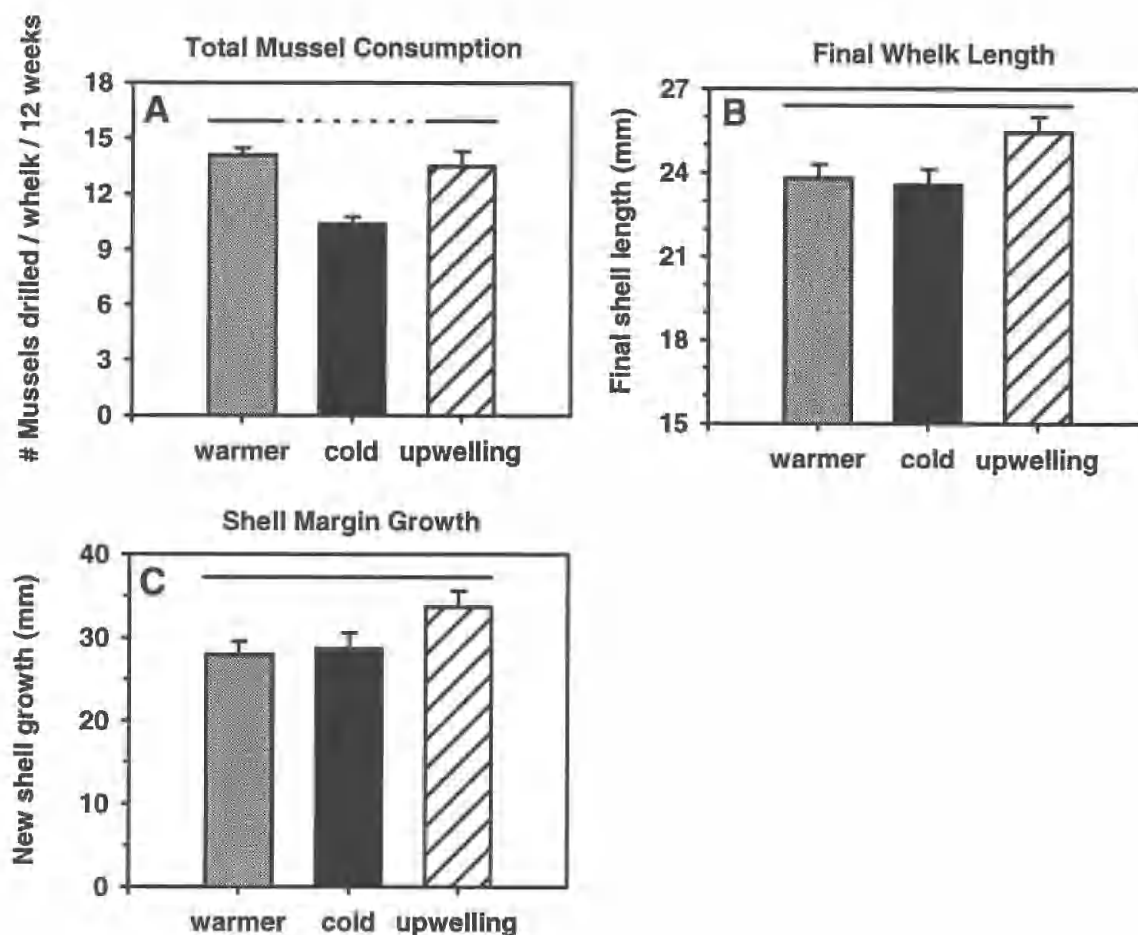 Total Mussel Consumption
# Mussels drilled / whelk / 12 weeks
18
15
12
9
6
3
0
A
warmer cold upwelling
Final Whelk Length
Final shell length (mm)
27
24
21
18
15
B
warmer cold upwelling
Shell Margin Growth
New shell growth (mm)
40
30
20
10
0
C
warmer cold upwelling